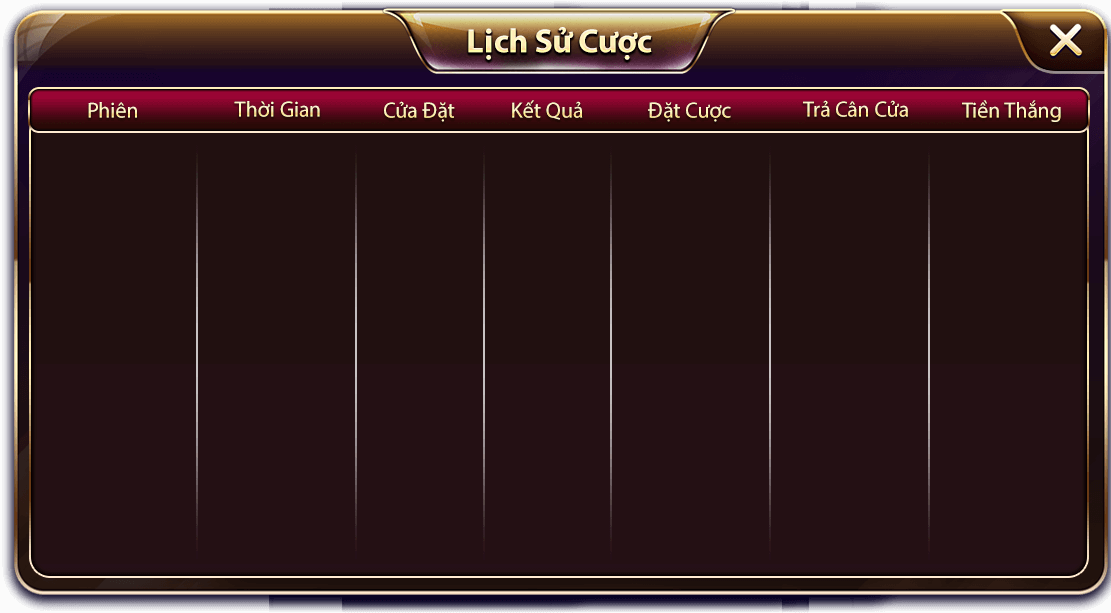 Lịch Sử Cược
Phiên Thời Gian Cửa Đặt Kết Quả Đặt Cược Trả Cân Cửa Tiền Thắng